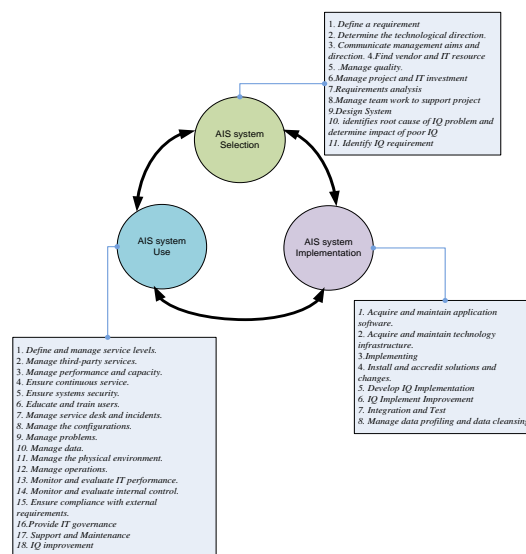 1. Define a requirement
2. Determine the technological direction.
3. Communicate management aims and
direction. 4.Find vendor and IT resource
5. .Manage quality.
6.Manage project and IT investment
7.Requirements analysis
8.Manage team work to support project
9.Design System
10. identifies root cause of IQ problem and
determine impact of poor IQ
11. Identify IQ requirement
AIS system
Selection
AIS system
Use
AIS system
Implementation
1. Acquire and maintain application
software.
2. Acquire and maintain technology
infrastructure.
3.Implementing
4. Install and accredit solutions and
changes.
5. Develop IQ Implementation
6. IQ Implement Improvement
7. Integration and Test
8. Manage data profiling and data cleansing
1. Define and manage service levels.
2. Manage third-party services.
3. Manage performance and capacity.
4. Ensure continuous service.
5. Ensure systems security.
6. Educate and train users.
7. Manage service desk and incidents.
8. Manage the configurations.
9. Manage problems.
10. Manage data.
11. Manage the physical environment.
12. Manage operations.
13. Monitor and evaluate IT performance.
14. Monitor and evaluate internal control.
15. Ensure compliance with external
requirements.
16.Provide IT governance
17. Support and Maintenance
18. IQ improvement